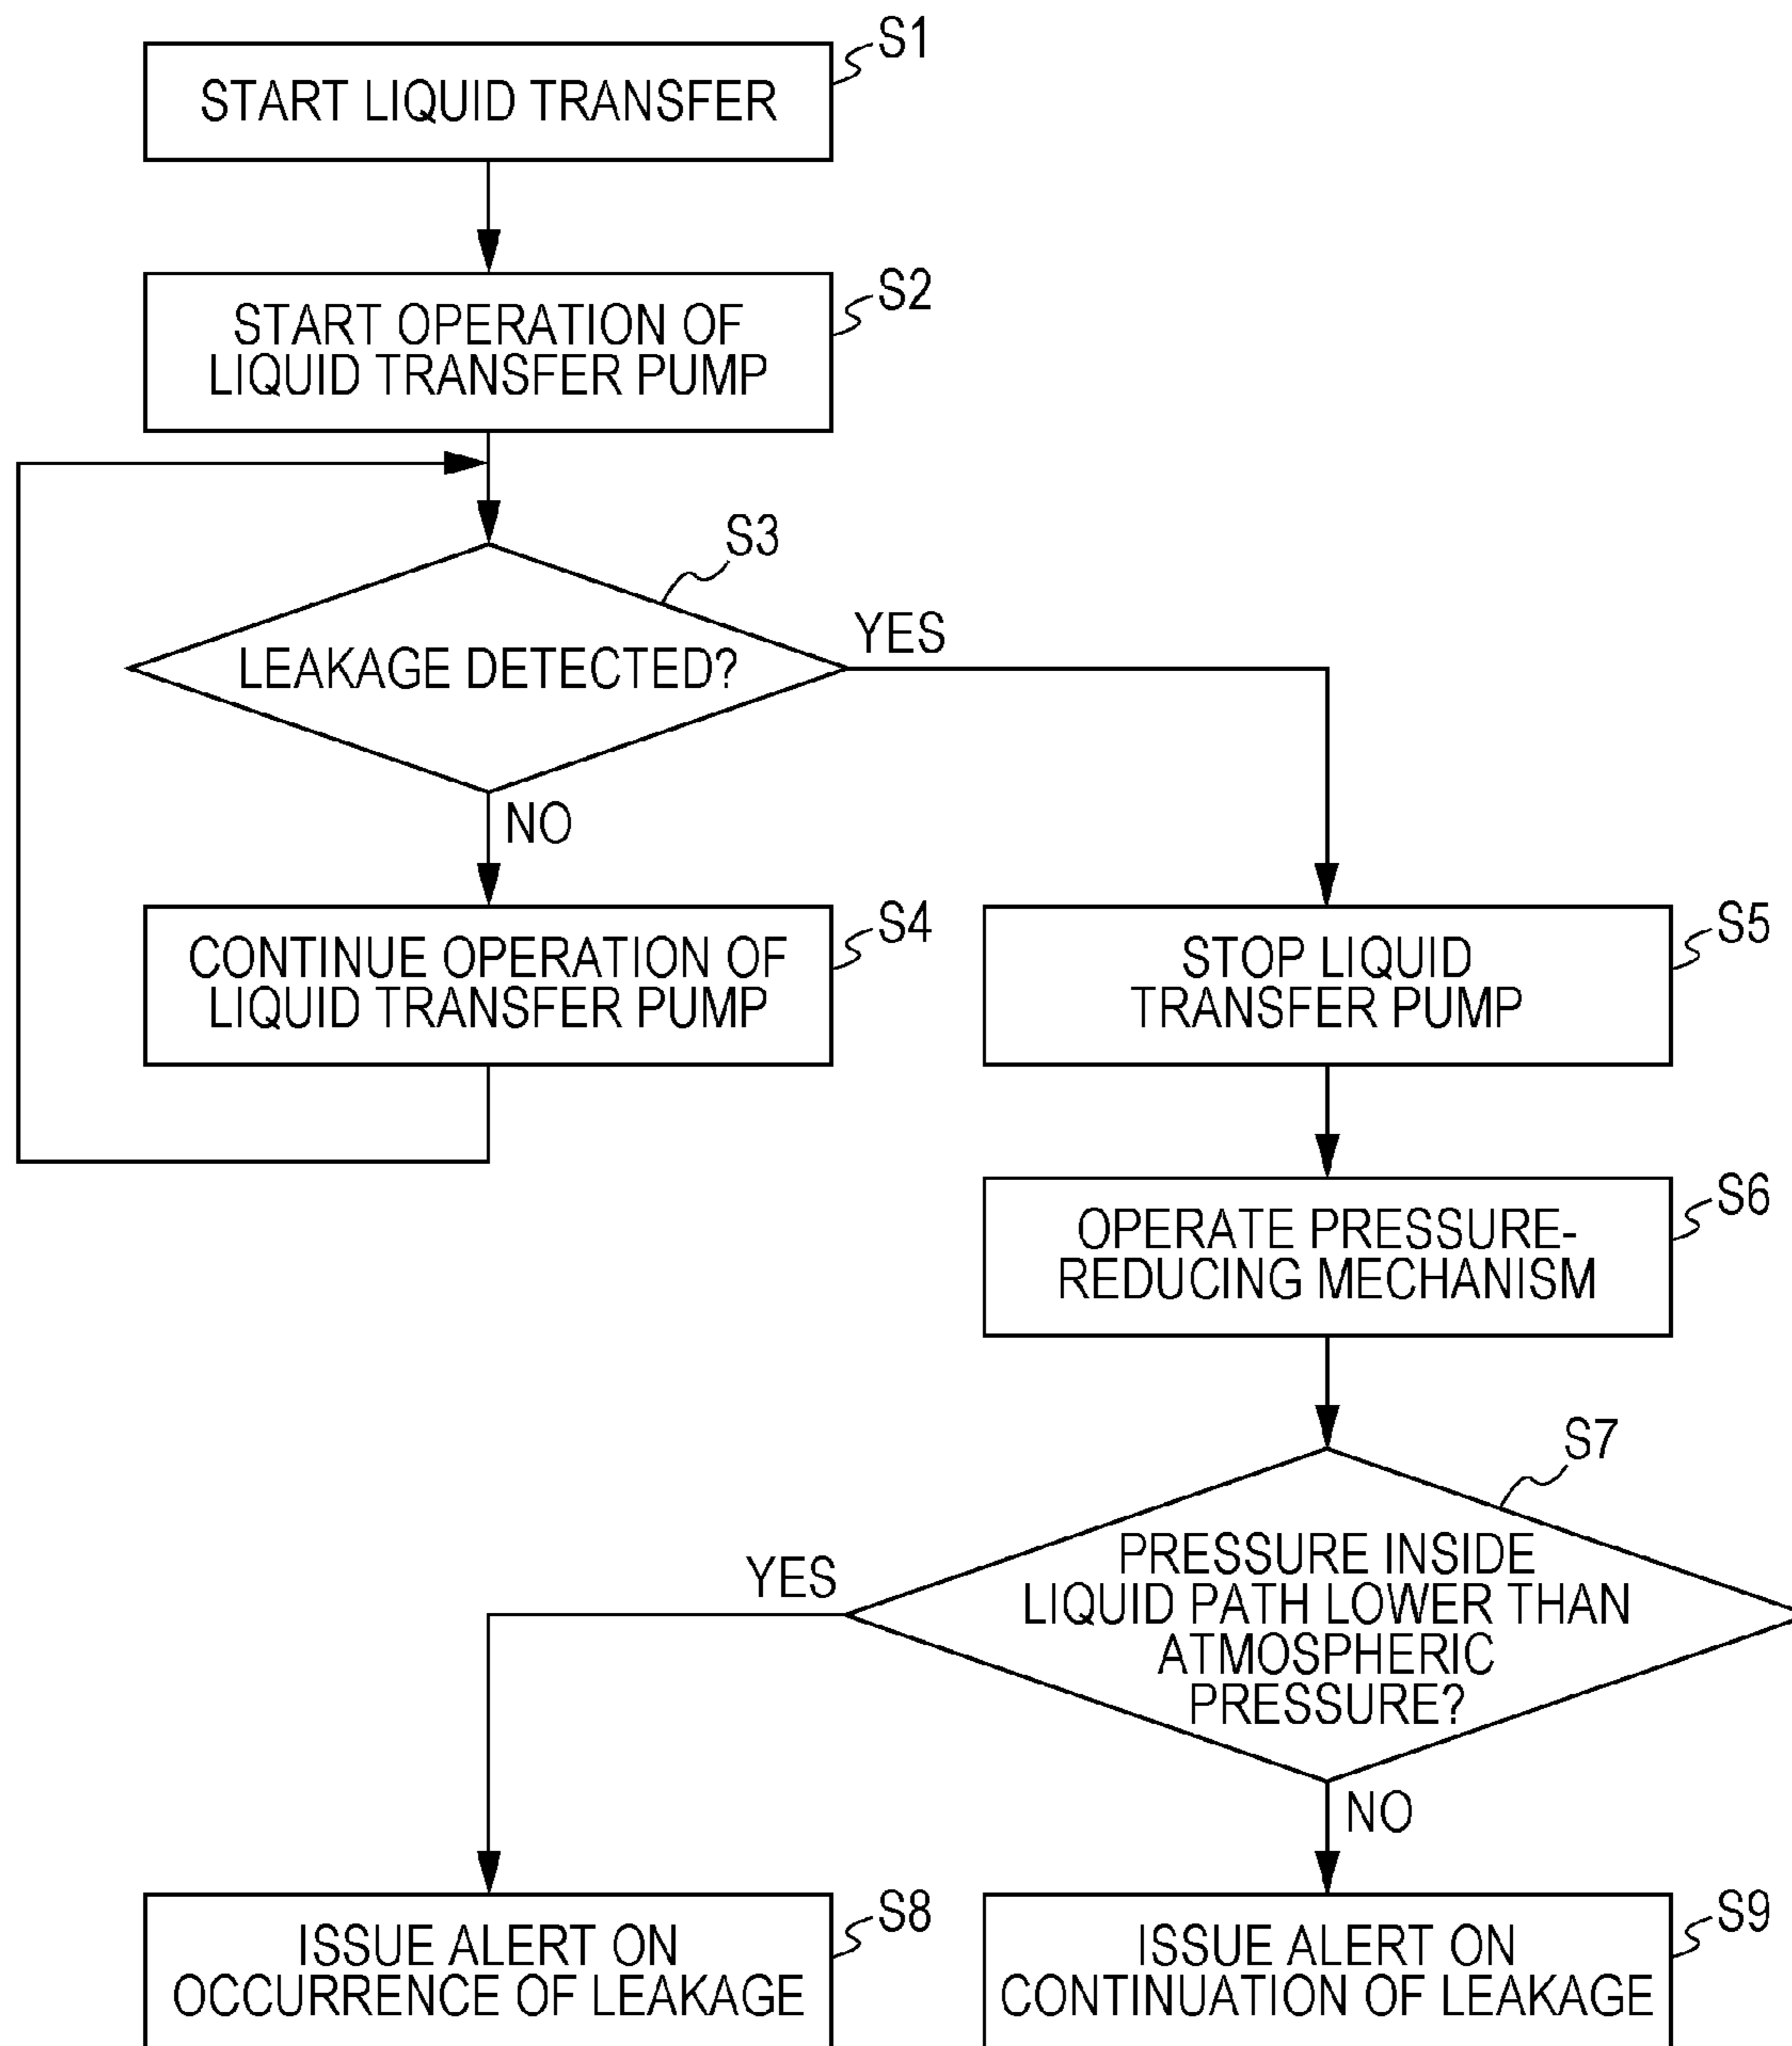 S1
START LIQUID TRANSFER
S2
START OPERATION OF
LIQUID TRANSFER PUMP
S3
LEAKAGE DETECTED?
YES
NO
S4
CONTINUE OPERATION OF
LIQUID TRANSFER PUMP
S5
STOP LIQUID
TRANSFER PUMP
S6
OPERATE PRESSURE-
REDUCING MECHANISM
S7
PRESSURE INSIDE
LIQUID PATH LOWER THAN
ATMOSPHERIC
PRESSURE?
YES
NO
S8
ISSUE ALERT ON
OCCURRENCE OF LEAKAGE
S9
ISSUE ALERT ON
CONTINUATION OF LEAKAGE